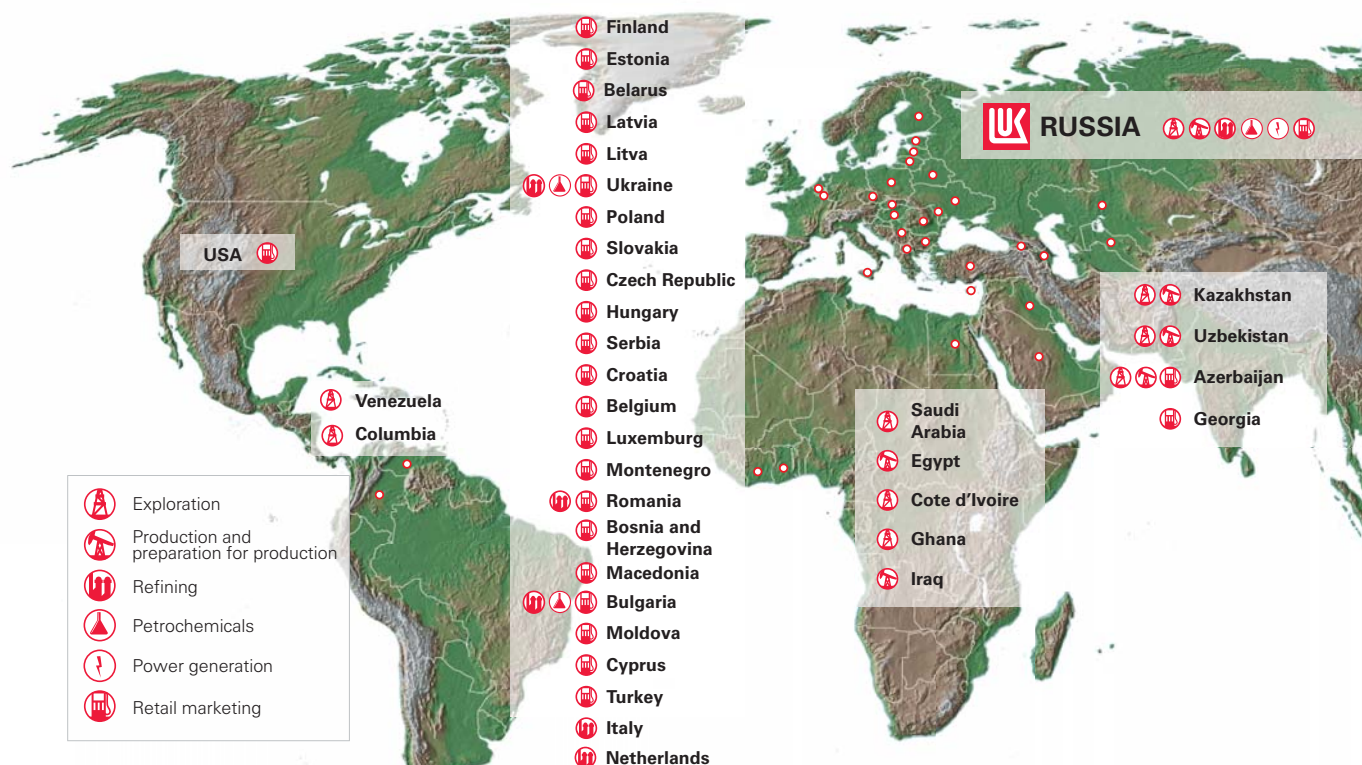 Finland
Estonia
Belarus
Latvia
Litva
Ukraine
Poland
Slovakia
Czech Republic
Hungary
Serbia
Croatia
Belgium
Luxemburg
Montenegro
Romania
Bosnia and
Herzegovina
Macedonia
Bulgaria
Moldova
Cyprus
Turkey
Italy
Netherlands
LUK RUSSIA
USA
Venezuela
Columbia
Kazakhstan
Uzbekistan
Azerbaijan
Georgia
Saudi
Arabia
Egypt
Cote d’Ivoire
Ghana
Iraq
Exploration
Production and
preparation for production
Refining
Petrochemicals
Power generation
Retail marketing